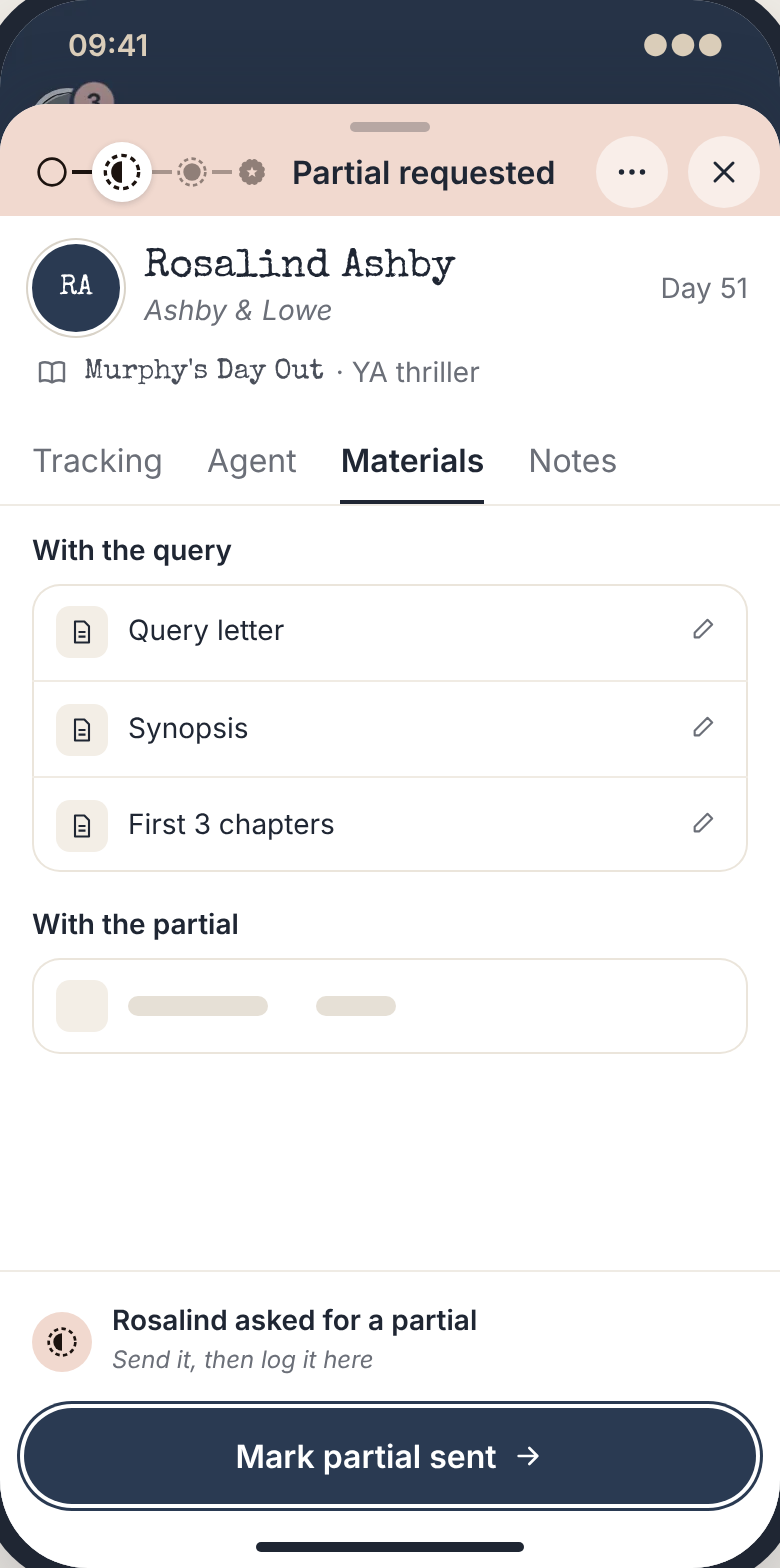 09:41
3
Partial requested
RA
Rosalind Ashby
Ashby & Lowe
Day 51
Murphy's Day Out · YA thriller
Tracking Agent Materials Notes
With the query
Query letter
Synopsis
First 3 chapters
With the partial
Rosalind asked for a partial
Send it, then log it here
Mark partial sent →